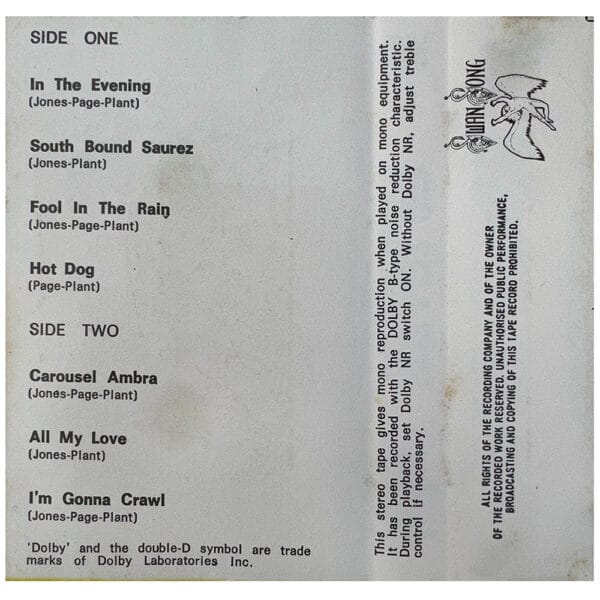 SIDE ONE
In The Evening
(Jones-Page-Plant)
South Bound Saurez
(Jones-Plant)
Fool In The Rain
(Jones-Page-Plant)
Hot Dog
(Page-Plant)
SIDE TWO
Carousel Ambra
(Jones-Page-Plant)
All My Love
(Jones-Plant)
I'm Gonna Crawl
(Jones-Page-Plant)
'Dolby' and the double-D symbol are trade
marks of Dolby Laboratories Inc.
This stereo tape gives mono reproduction when played on mono equipment.
It has been recorded with the DOLBY B-type noise reduction characteristic.
During playback, set Dolby NR switch ON. Without Dolby NR, adjust treble
control if necessary.
SWAN SONG
ALL RIGHTS OF THE RECORDING COMPANY AND OF THE OWNER
OF THE RECORDED WORK RESERVED. UNAUTHORISED PUBLIC PERFORMANCE,
BROADCASTING AND COPYING OF THIS TAPE RECORD PROHIBITED.